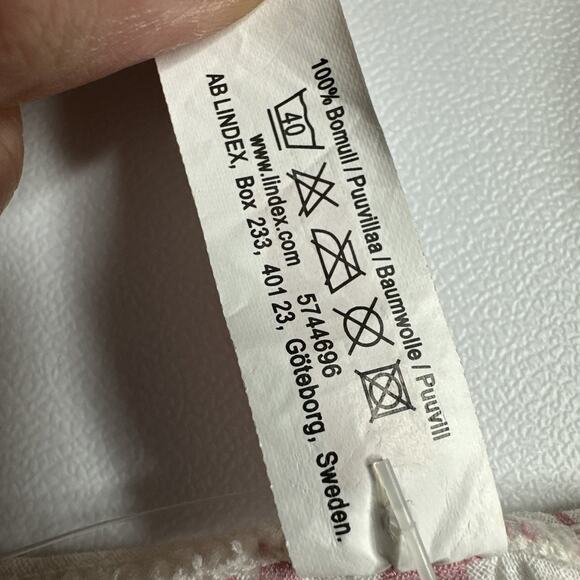 100% Bomull / Puuvillaa / Baumwolle / Puuvill
40
www.lindex.com 5744696
AB LINDEX, Box 233, 401 23, Göteborg, Sweden.